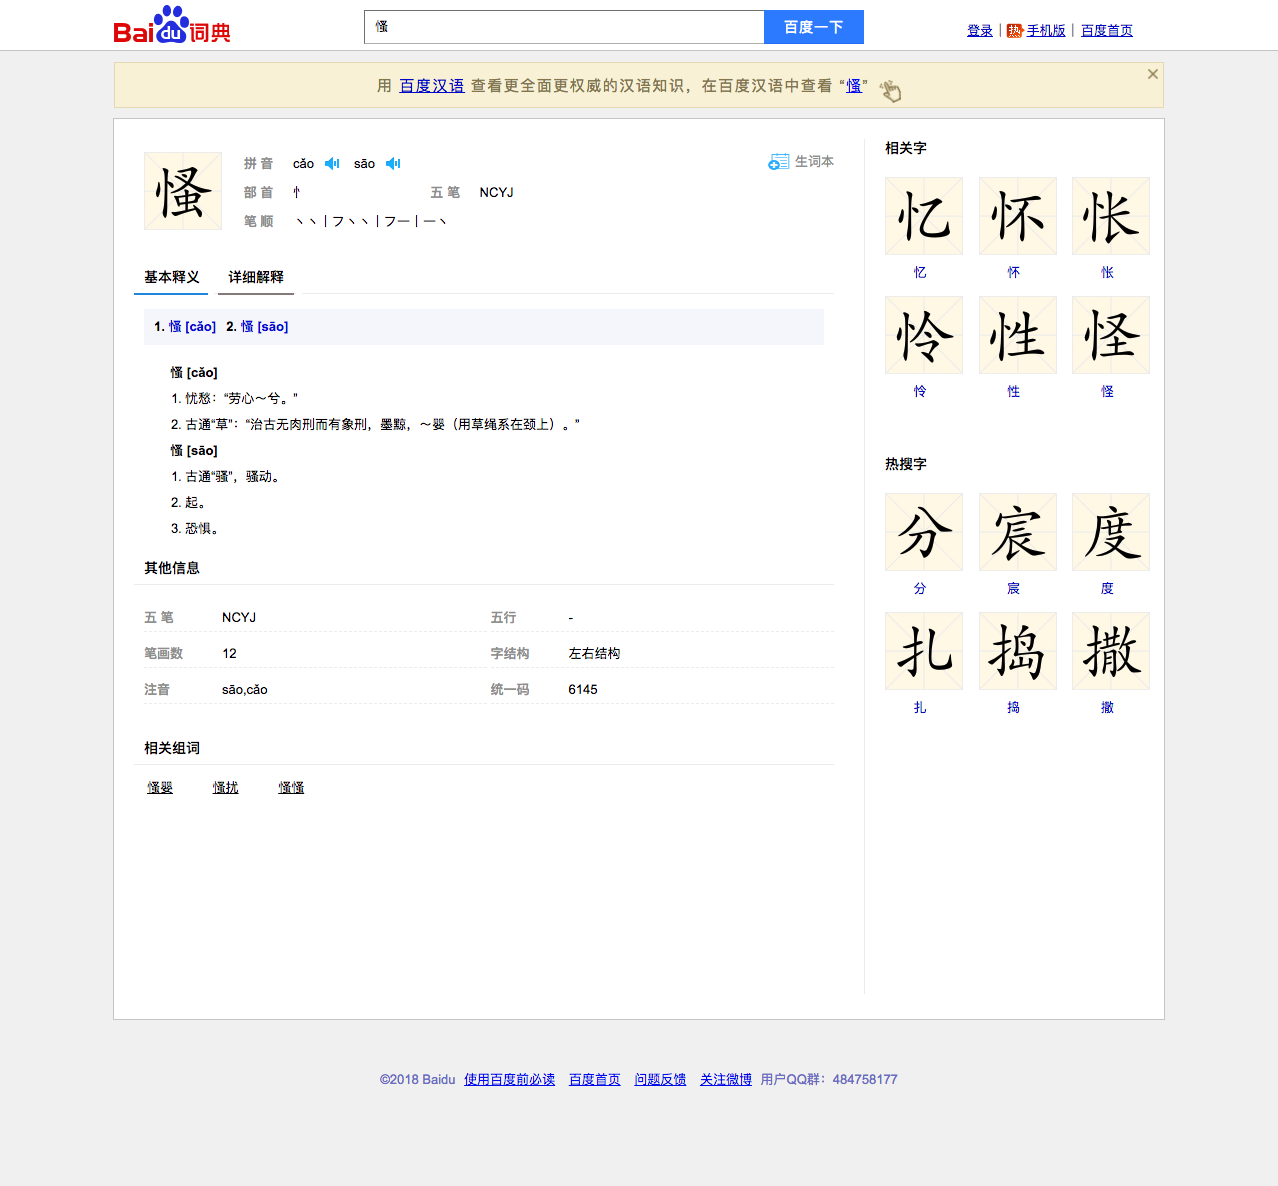 Baidu词典
慅
百度一下
登录 | 热 手机版 | 百度首页
用 百度汉语 查看更全面更权威的汉语知识，在百度汉语中查看 “慅”
慅
拼 音 cǎo sāo
生词本
部 首 忄 五 笔 NCYJ
笔 顺 丶丶丨フ丶丶丨フ一丨一丶
基本释义 详细解释
1. 慅 [cǎo] 2. 慅 [sāo]
慅 [cǎo]
1. 忧愁：“劳心～兮。”
2. 古通“草”：“治古无肉刑而有象刑，墨黥，～婴（用草绳系在颈上）。”
慅 [sāo]
1. 古通“骚”，骚动。
2. 起。
3. 恐惧。
其他信息
五 笔 NCYJ 五行 -
笔画数 12 字结构 左右结构
注音 sāo,cǎo 统一码 6145
相关组词
慅婴 慅扰 慅慅
相关字
忆 怀 怅
忆 怀 怅
怜 性 怪
怜 性 怪
热搜字
分 宸 度
分 宸 度
扎 捣 撒
扎 捣 撒
©2018 Baidu 使用百度前必读 百度首页 问题反馈 关注微博 用户QQ群：484758177